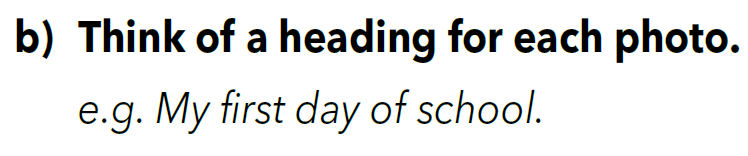 b) Think of a heading for each photo.
e.g. My first day of school.